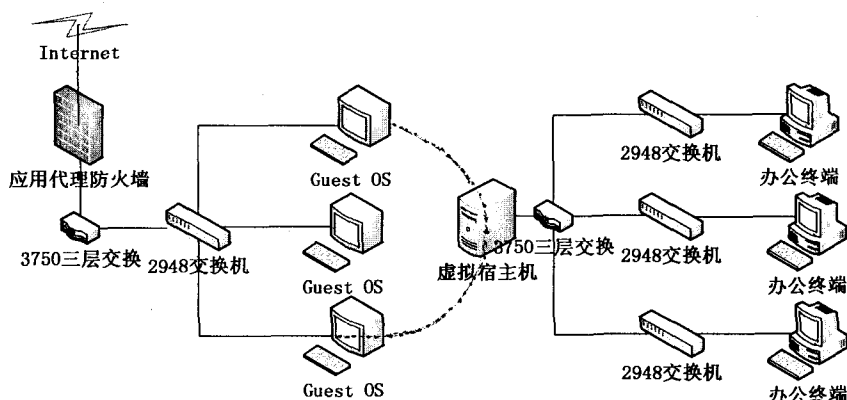 Internet
应用代理防火墙
3750三层交换
2948交换机
Guest OS
Guest OS
Guest OS
虚拟宿主机
3750三层交换
2948交换机
2948交换机
2948交换机
办公终端
办公终端
办公终端